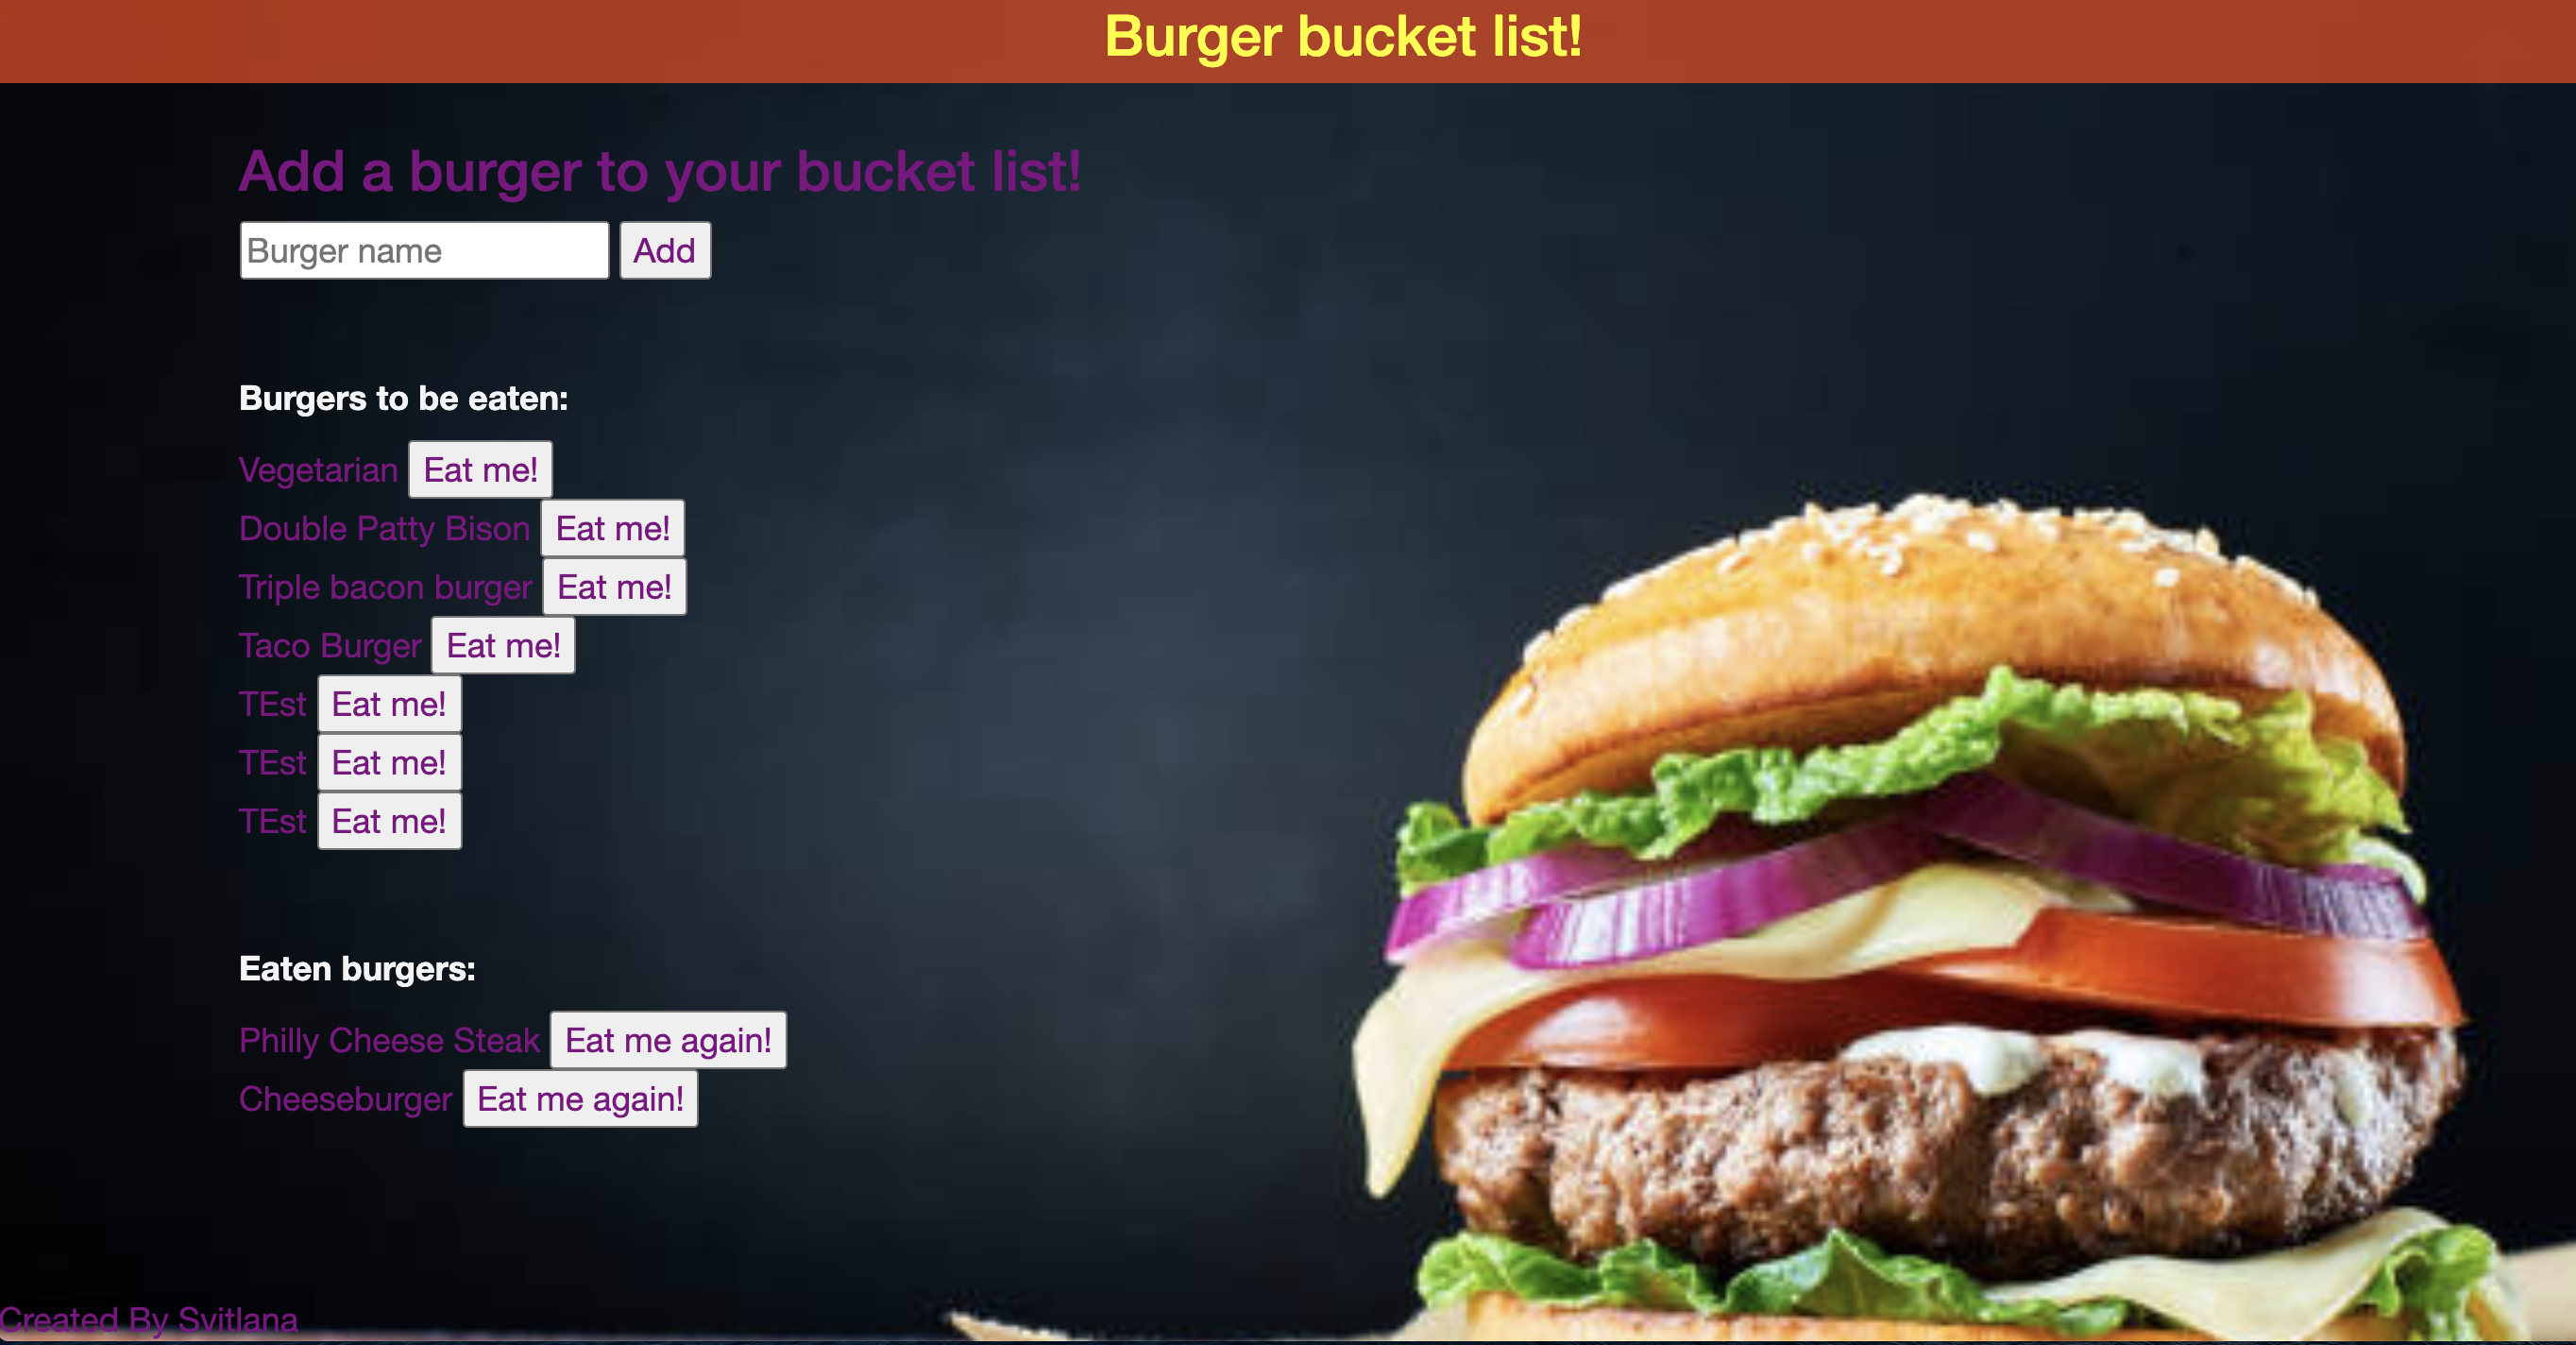 Burger bucket list!
Add a burger to your bucket list!
Burger name Add
Burgers to be eaten:
Vegetarian Eat me!
Double Patty Bison Eat me!
Triple bacon burger Eat me!
Taco Burger Eat me!
TEst Eat me!
TEst Eat me!
TEst Eat me!
Eaten burgers:
Philly Cheese Steak Eat me again!
Cheeseburger Eat me again!
Created By Svitlana